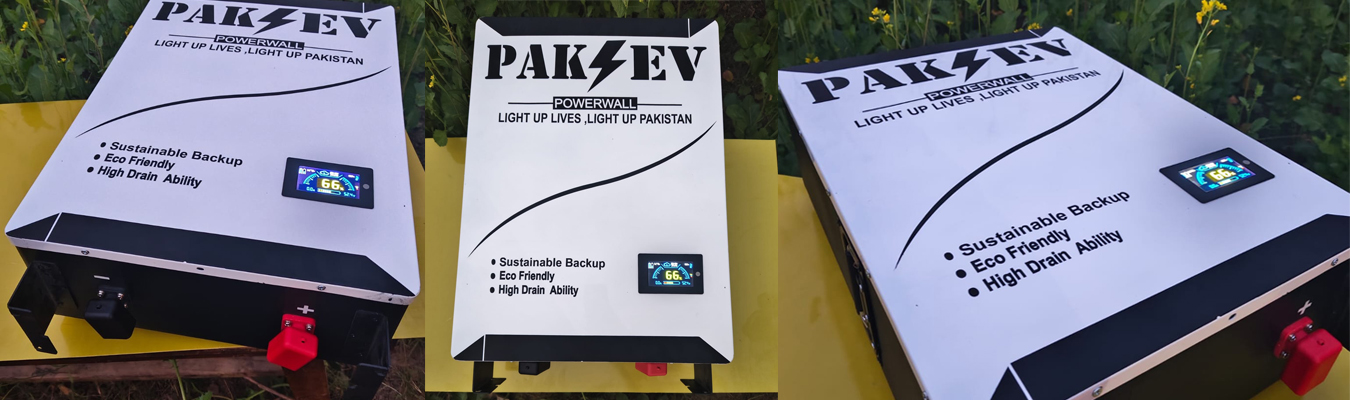 PAK EV
POWERWALL
LIGHT UP LIVES ,LIGHT UP PAKISTAN
Sustainable Backup
Eco Friendly
High Drain Ability
66
−
+
PAK EV
POWERWALL
LIGHT UP LIVES ,LIGHT UP PAKISTAN
Sustainable Backup
Eco Friendly
High Drain Ability
66
PAK EV
POWERWALL
LIGHT UP LIVES ,LIGHT UP PAKISTAN
Sustainable Backup
Eco Friendly
High Drain Ability
66
+